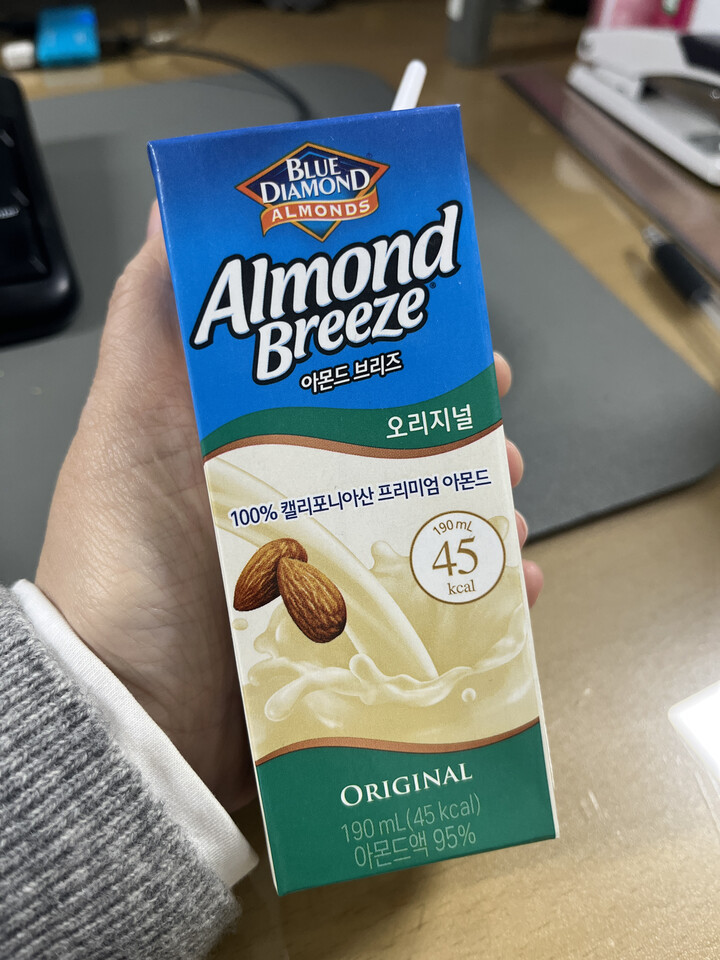 BLUE
DIAMOND
ALMONDS
Almond
Breeze®
아몬드 브리즈
오리지널
100% 캘리포니아산 프리미엄 아몬드
190 mL
45
kcal
ORIGINAL
190 mL(45 kcal)
아몬드액 95%